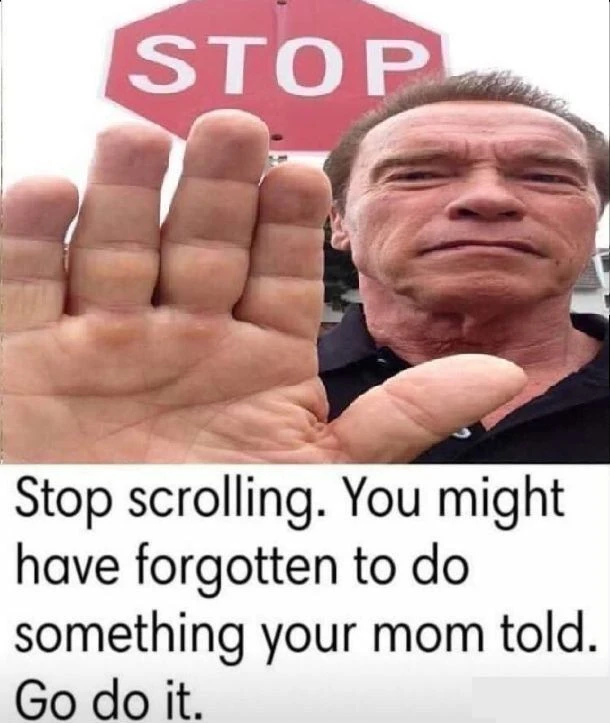 STOP
Stop scrolling. You might
have forgotten to do
something your mom told.
Go do it.